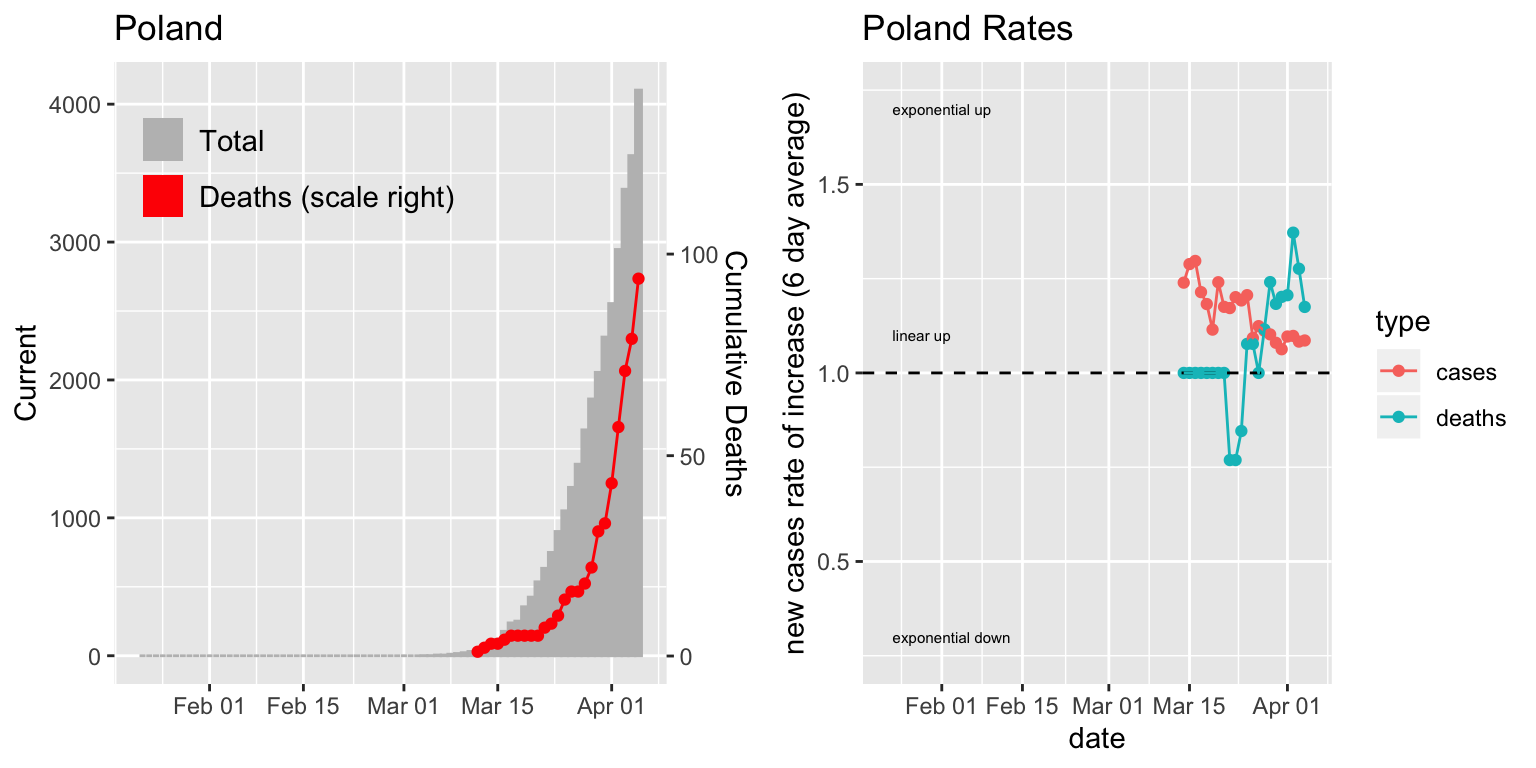 Poland
4000
3000
2000
1000
0
Current
Total
Deaths (scale right)
100
50
0
Cumulative Deaths
Feb 01
Feb 15
Mar 01
Mar 15
Apr 01
Poland Rates
new cases rate of increase (6 day average)
1.5
1.0
0.5
exponential up
linear up
exponential down
Feb 01
Feb 15
Mar 01
Mar 15
Apr 01
date
type
cases
deaths